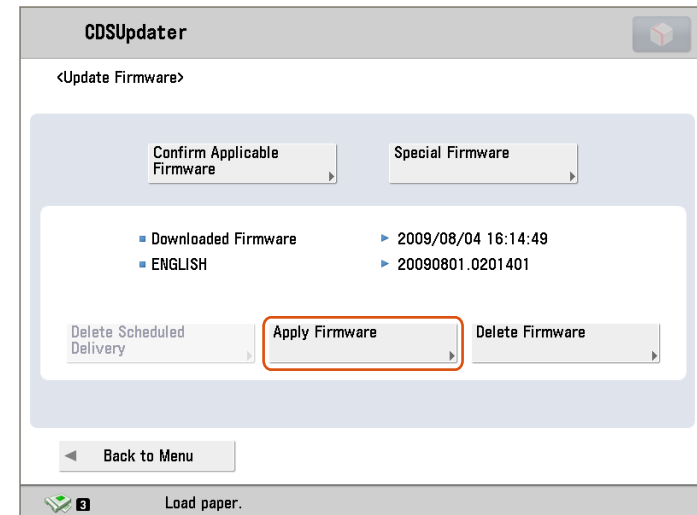 CDSUpdater
<Update Firmware>
Confirm Applicable
Firmware
Special Firmware
Downloaded Firmware
2009/08/04 16:14:49
ENGLISH
20090801.0201401
Delete Scheduled
Delivery
Apply Firmware
Delete Firmware
Back to Menu
3
Load paper.